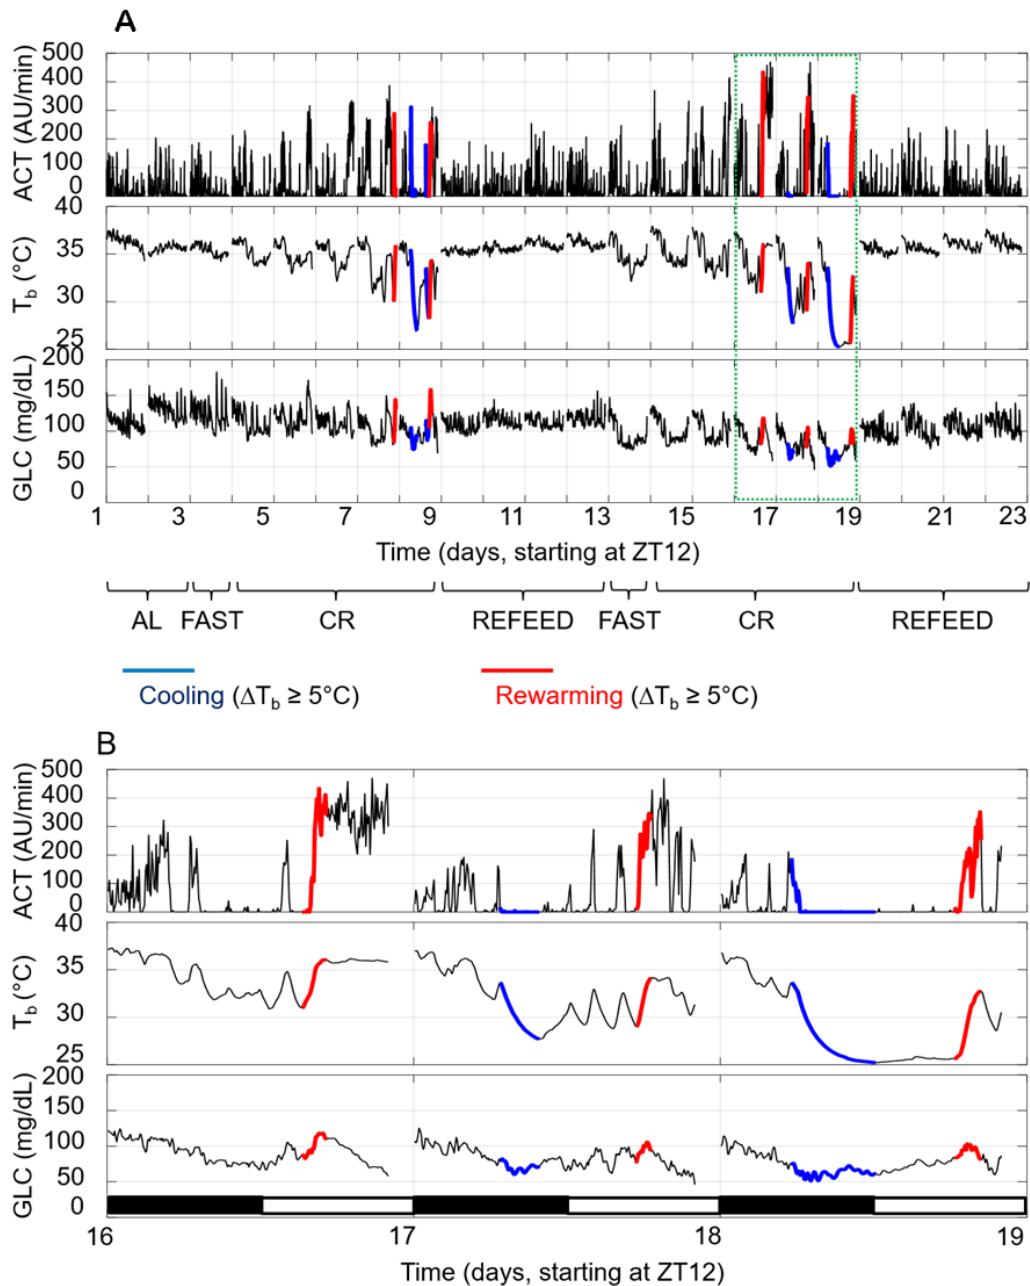 A
ACT (AU/min)
500
400
300
200
100
0
T_b (°C)
40
35
30
25
GLC (mg/dL)
200
150
100
50
0
1 3 5 7 9 11 13 15 17 19 21 23
Time (days, starting at ZT12)
AL FAST CR REFEED FAST CR REFEED
Cooling (ΔT_b ≥ 5°C) Rewarming (ΔT_b ≥ 5°C)
B
ACT (AU/min)
500
400
300
200
100
0
T_b (°C)
40
35
30
25
GLC (mg/dL)
200
150
100
50
0
16 17 18 19
Time (days, starting at ZT12)